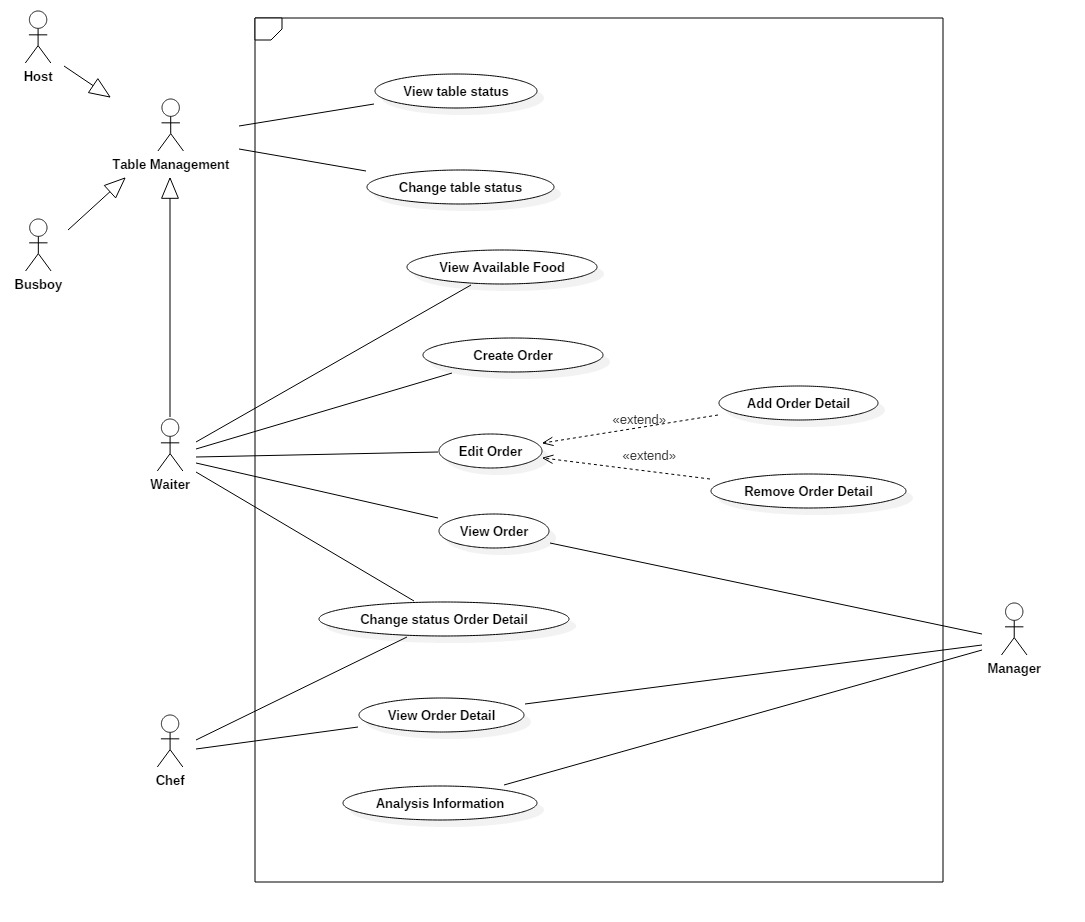 Host
Table Management
Busboy
View table status
Change table status
View Available Food
Create Order
Add Order Detail
«extend»
Edit Order
«extend»
Remove Order Detail
Waiter
View Order
Change status Order Detail
Manager
View Order Detail
Chef
Analysis Information